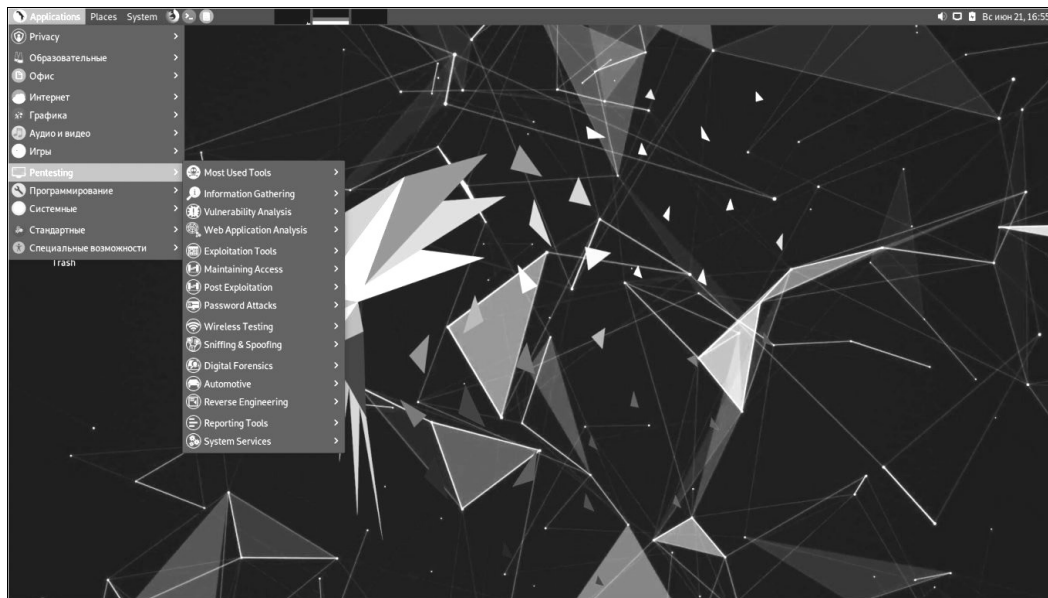 Applications Places System
Вс июн 21, 16:55
Privacy
Образовательные
Офис
Интернет
Графика
Аудио и видео
Игры
Pentesting
Программирование
Системные
Стандартные
Специальные возможности
Trash
Most Used Tools
Information Gathering
Vulnerability Analysis
Web Application Analysis
Exploitation Tools
Maintaining Access
Post Exploitation
Password Attacks
Wireless Testing
Sniffing & Spoofing
Digital Forensics
Automotive
Reverse Engineering
Reporting Tools
System Services